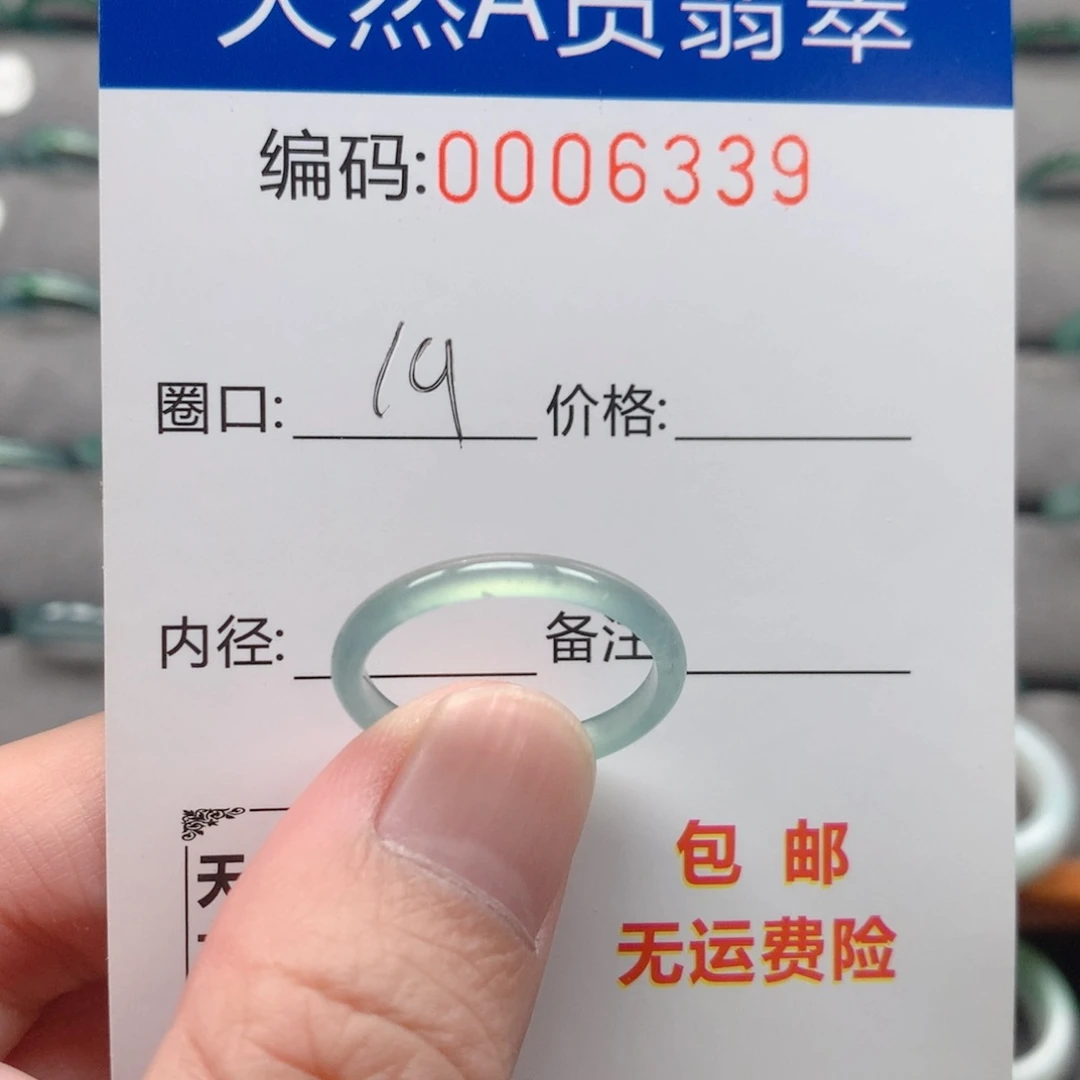 天然A货翡翠
编码:0006339
圈口: 19 价格:
内径: 备注
天
包 邮
无运费险